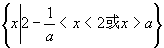 {x|2 - 1/a < x < 2或x > a}